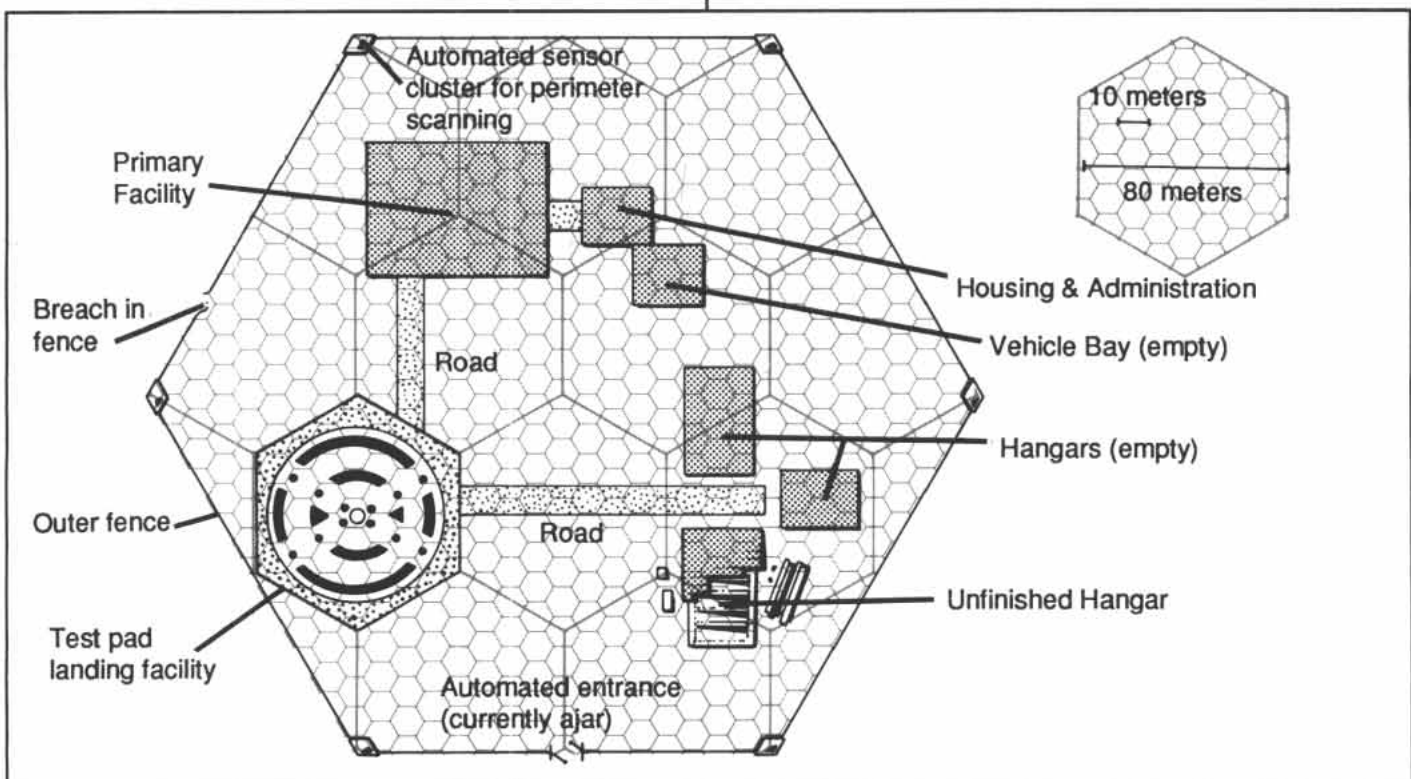 Automated sensor
cluster for perimeter
scanning
10 meters
80 meters
Primary
Facility
Housing & Administration
Breach in
fence
Vehicle Bay (empty)
Road
Hangars (empty)
Outer fence
Road
Unfinished Hangar
Test pad
landing facility
Automated entrance
(currently ajar)